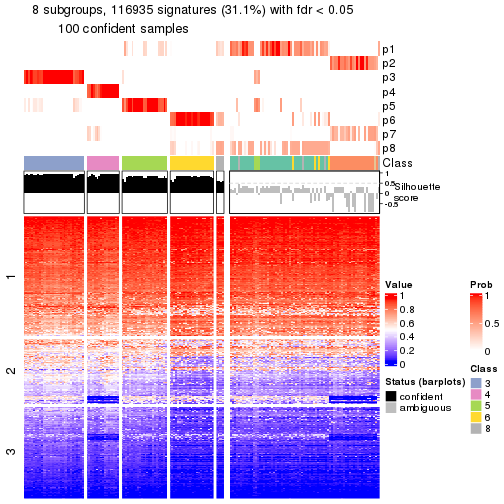 8 subgroups, 116935 signatures (31.1%) with fdr < 0.05
100 confident samples
p1
p2
p3
p4
p5
p6
p7
p8
Class
1
0.5
0
-0.5
Silhouette
score
1
2
3
Value
1
0.8
0.6
0.4
0.2
0
Prob
1
0.5
0
Status (barplots)
confident
ambiguous
Class
3
4
5
6
8